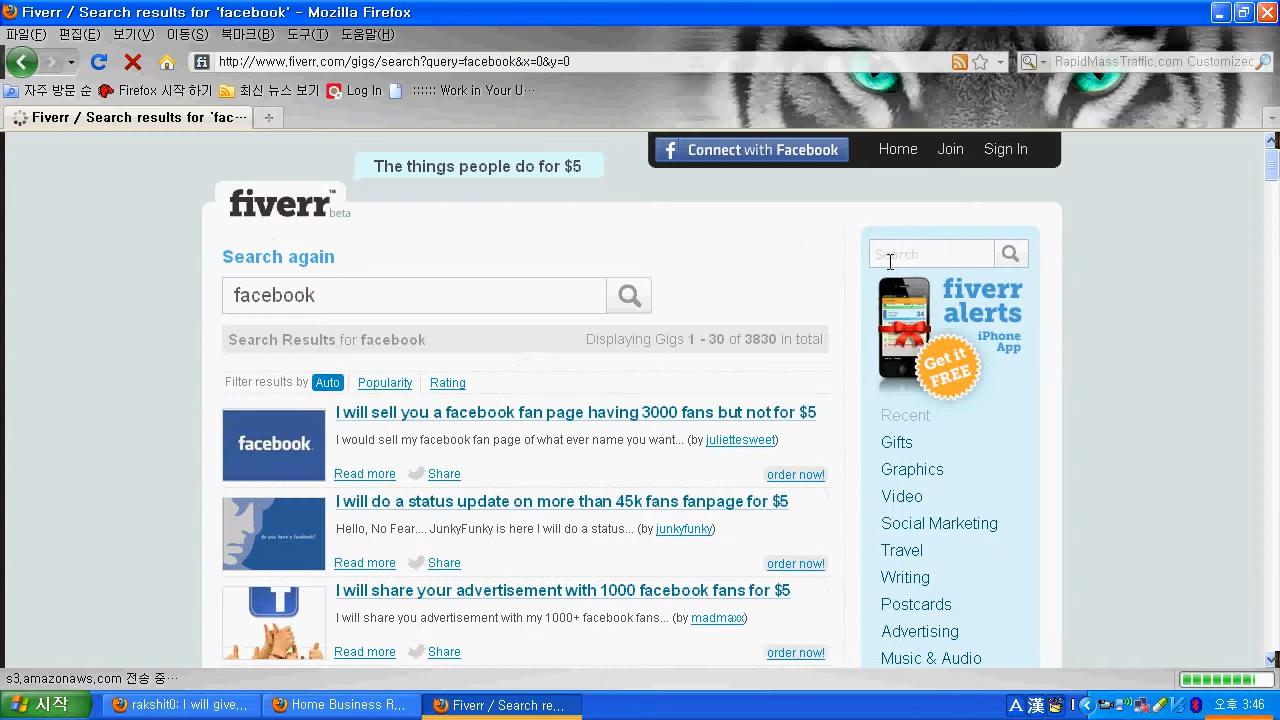 Fiverr / Search results for 'facebook' - Mozilla Firefox
파일(F) 편집(E) 보기(V) 이동(S) 북마크(B) 도구(T) 도움말(H)
http://www.fiverr.com/gigs/search?query=facebook&x=0&y=0
RapidMassTraffic.com Customizec
자주 방문 순 Firefox 시작 하기 최신 뉴스 보기 Log In :::::: Work in Your O···
Fiverr / Search results for 'fac···
The things people do for $5
Connect with Facebook Home Join Sign In
fiverr™ beta
Search again
facebook
Search Results for facebook Displaying Gigs 1 - 30 of 3830 in total
Filter results by Auto Popularity Rating
facebook
I will sell you a facebook fan page having 3000 fans but not for $5
I would sell my facebook fan page of what ever name you want... (by juliettesweet)
Read more Share order now!
do you have a facebook?
I will do a status update on more than 45k fans fanpage for $5
Hello, No Fear... JunkyFunky is here I will do a status... (by junkyfunky)
Read more Share order now!
I will share your advertisement with 1000 facebook fans for $5
I will share you advertisement with my 1000+ facebook fans... (by madmaxx)
Read more Share order now!
Search
fiverr
alerts
iPhone
App
Get it
FREE
Recent
Gifts
Graphics
Video
Social Marketing
Travel
Writing
Postcards
Advertising
Music & Audio
s3.amazonaws.com 전송 중···
시작 rakshit0: I will give... Home Business R... Fiverr / Search re... A 漢 오후 3:46